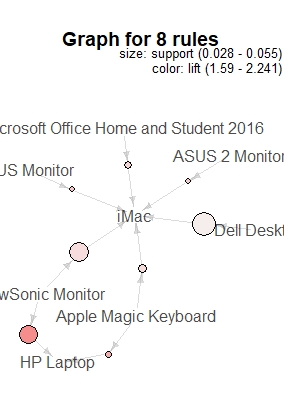 Graph for 8 rules
size: support (0.028 - 0.055)
color: lift (1.59 - 2.241)
crosoft Office Home and Student 2016
ASUS 2 Monitor
US Monitor
iMac
Dell Deskt
wSonic Monitor
Apple Magic Keyboard
HP Laptop